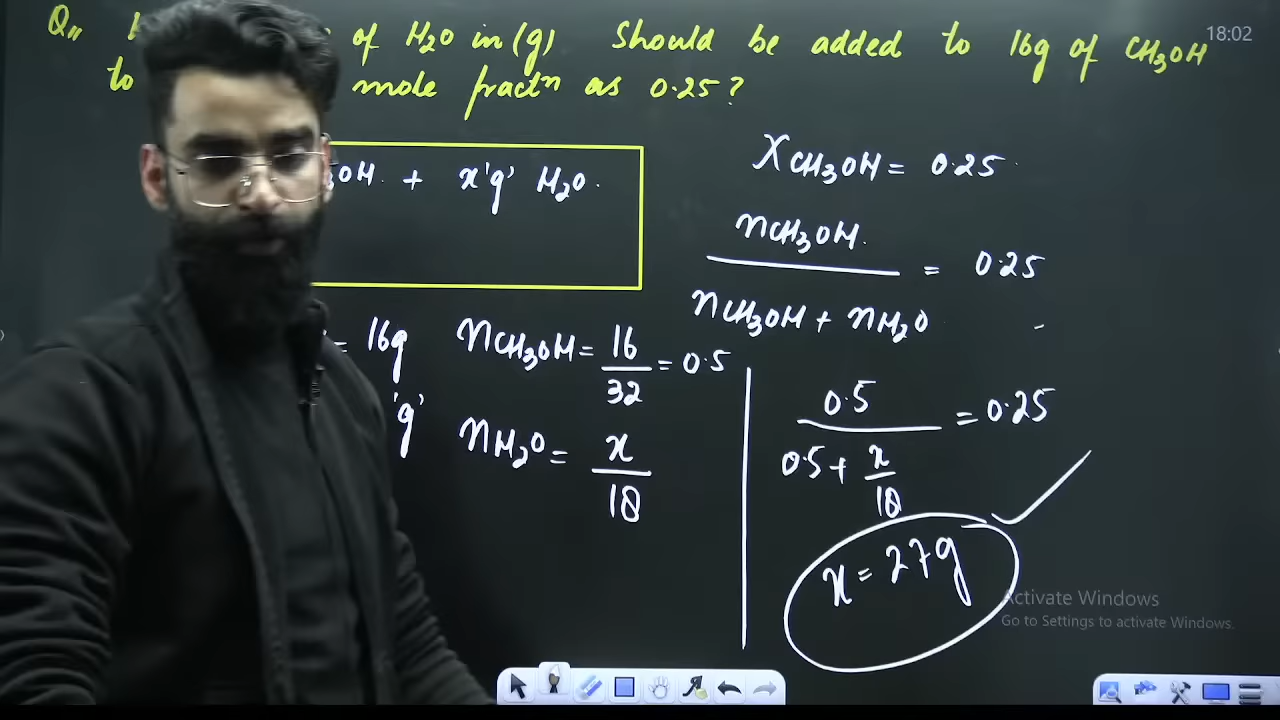 Q,, of H2O in (g) Should be added to 16g of CH3OH
to mole fractn as 0.25?
18:02
OH. + x'g' H2O.
XCH3OH = 0.25
nCH3OH.
= 0.25
nCH3OH + nH2O
= 16g nCH3OH = 16/32 = 0.5
'g' nH2O = x/18
0.5
= 0.25
0.5 + x/18
x = 27g
Activate Windows
Go to Settings to activate Windows.